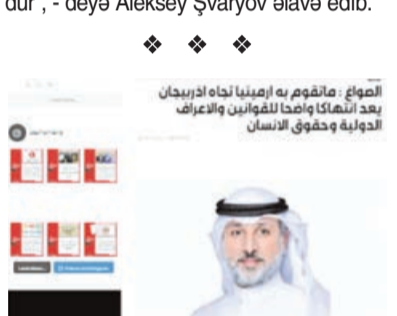 dur", - deyə Aleksey Şvaryov əlavə edib.
❖ ❖ ❖
الصواغ : ماتقوم به ارمينيا تجاه اذربيجان
يعد انتهاكا واضحا للقوانين والاعراف
الدولية وحقوق الانسان